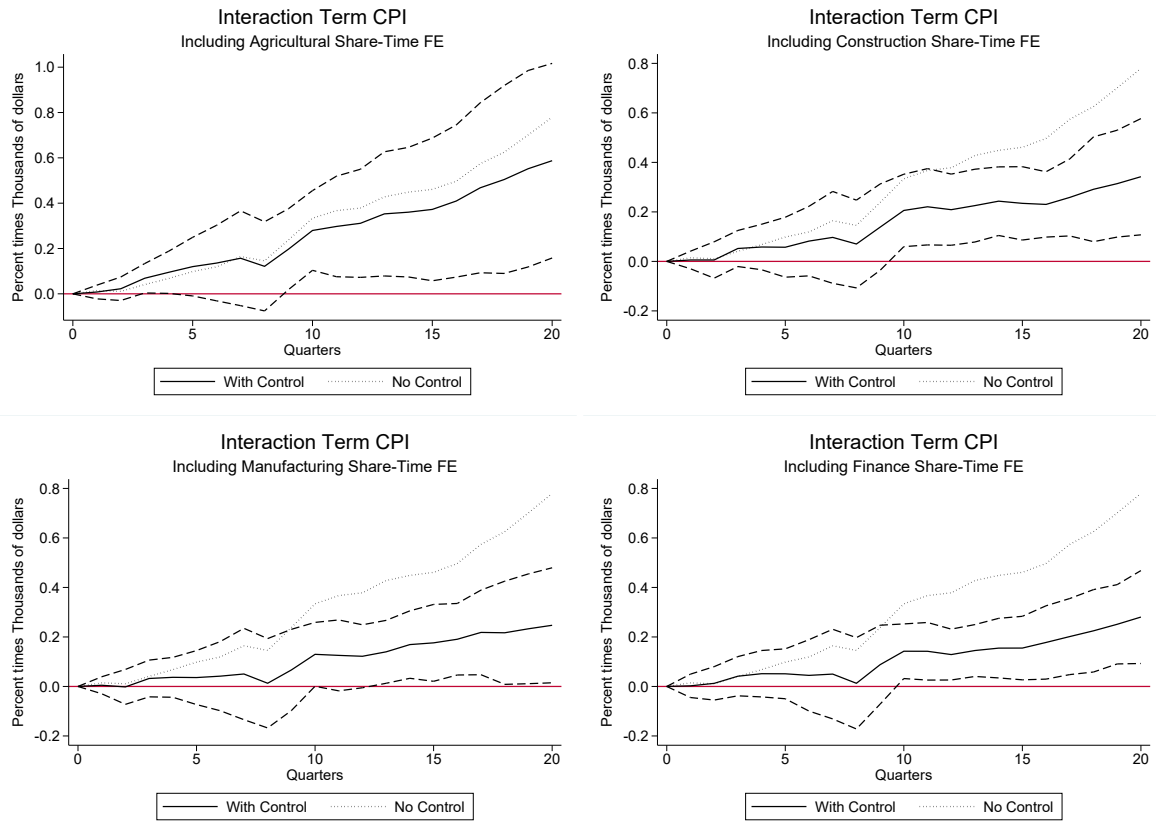 Interaction Term CPI
Including Agricultural Share-Time FE
Percent times Thousands of dollars
1.0
0.8
0.6
0.4
0.2
0.0
0 5 10 15 20
Quarters
With Control No Control
Interaction Term CPI
Including Construction Share-Time FE
Percent times Thousands of dollars
0.8
0.6
0.4
0.2
0.0
-0.2
0 5 10 15 20
Quarters
With Control No Control
Interaction Term CPI
Including Manufacturing Share-Time FE
Percent times Thousands of dollars
0.8
0.6
0.4
0.2
0.0
-0.2
0 5 10 15 20
Quarters
With Control No Control
Interaction Term CPI
Including Finance Share-Time FE
Percent times Thousands of dollars
0.8
0.6
0.4
0.2
0.0
-0.2
0 5 10 15 20
Quarters
With Control No Control